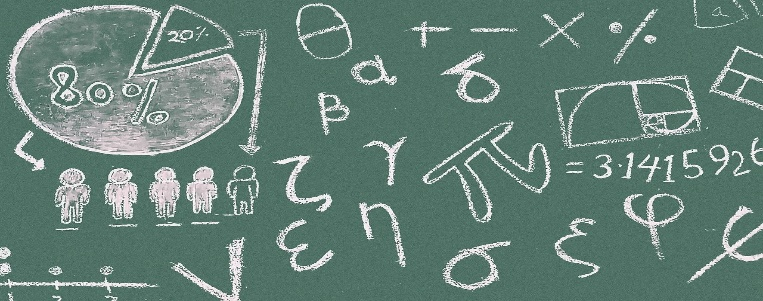 20%
80%
θ
+ − × %
α
δ
β
= 3.1415926
ζ
γ
π
ε
η
σ
ξ
φ
ψ